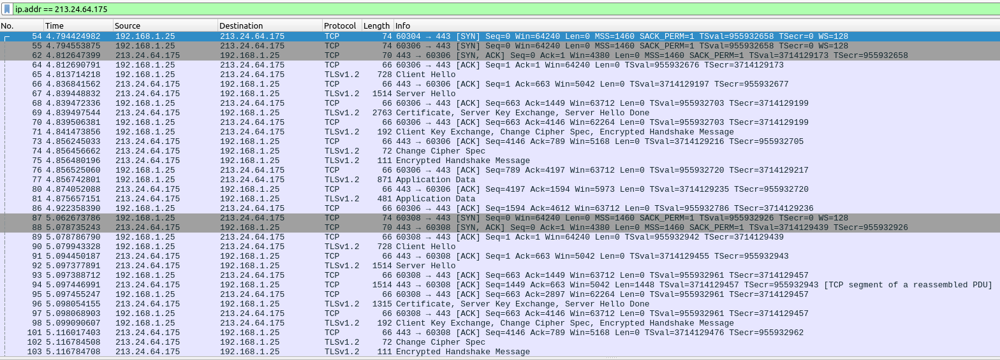 ip.addr == 213.24.64.175
No. Time Source Destination Protocol Length Info
54 4.794424982 192.168.1.25 213.24.64.175 TCP 74 60304 → 443 [SYN] Seq=0 Win=64240 Len=0 MSS=1460 SACK_PERM=1 TSval=955932658 TSecr=0 WS=128
55 4.794553875 192.168.1.25 213.24.64.175 TCP 74 60306 → 443 [SYN] Seq=0 Win=64240 Len=0 MSS=1460 SACK_PERM=1 TSval=955932658 TSecr=0 WS=128
62 4.812647399 213.24.64.175 192.168.1.25 TCP 70 443 → 60306 [SYN, ACK] Seq=0 Ack=1 Win=4380 Len=0 MSS=1460 SACK_PERM=1 TSval=3714129173 TSecr=955932658
64 4.812690791 192.168.1.25 213.24.64.175 TCP 66 60306 → 443 [ACK] Seq=1 Ack=1 Win=64240 Len=0 TSval=955932676 TSecr=3714129173
65 4.813714218 192.168.1.25 213.24.64.175 TLSv1.2 728 Client Hello
66 4.836841562 213.24.64.175 192.168.1.25 TCP 66 443 → 60306 [ACK] Seq=1 Ack=663 Win=5042 Len=0 TSval=3714129197 TSecr=955932677
67 4.839448832 213.24.64.175 192.168.1.25 TLSv1.2 1514 Server Hello
68 4.839472336 192.168.1.25 213.24.64.175 TCP 66 60306 → 443 [ACK] Seq=663 Ack=1449 Win=63712 Len=0 TSval=955932703 TSecr=3714129199
69 4.839497544 213.24.64.175 192.168.1.25 TLSv1.2 2763 Certificate, Server Key Exchange, Server Hello Done
70 4.839506381 192.168.1.25 213.24.64.175 TCP 66 60306 → 443 [ACK] Seq=663 Ack=4146 Win=62264 Len=0 TSval=955932703 TSecr=3714129199
71 4.841473856 192.168.1.25 213.24.64.175 TLSv1.2 192 Client Key Exchange, Change Cipher Spec, Encrypted Handshake Message
73 4.856245033 213.24.64.175 192.168.1.25 TCP 66 443 → 60306 [ACK] Seq=4146 Ack=789 Win=5168 Len=0 TSval=3714129216 TSecr=955932705
74 4.856456662 213.24.64.175 192.168.1.25 TLSv1.2 72 Change Cipher Spec
75 4.856480196 213.24.64.175 192.168.1.25 TLSv1.2 111 Encrypted Handshake Message
76 4.856525060 192.168.1.25 213.24.64.175 TCP 66 60306 → 443 [ACK] Seq=789 Ack=4197 Win=63712 Len=0 TSval=955932720 TSecr=3714129217
77 4.856742801 192.168.1.25 213.24.64.175 TLSv1.2 871 Application Data
80 4.874052088 213.24.64.175 192.168.1.25 TCP 66 443 → 60306 [ACK] Seq=4197 Ack=1594 Win=5973 Len=0 TSval=3714129235 TSecr=955932720
81 4.875657151 213.24.64.175 192.168.1.25 TLSv1.2 481 Application Data
86 4.922358390 192.168.1.25 213.24.64.175 TCP 66 60306 → 443 [ACK] Seq=1594 Ack=4612 Win=63712 Len=0 TSval=955932786 TSecr=3714129236
87 5.062673786 192.168.1.25 213.24.64.175 TCP 74 60308 → 443 [SYN] Seq=0 Win=64240 Len=0 MSS=1460 SACK_PERM=1 TSval=955932926 TSecr=0 WS=128
88 5.078735243 213.24.64.175 192.168.1.25 TCP 70 443 → 60308 [SYN, ACK] Seq=0 Ack=1 Win=4380 Len=0 MSS=1460 SACK_PERM=1 TSval=3714129439 TSecr=955932926
89 5.078786790 192.168.1.25 213.24.64.175 TCP 66 60308 → 443 [ACK] Seq=1 Ack=1 Win=64240 Len=0 TSval=955932942 TSecr=3714129439
90 5.079943328 192.168.1.25 213.24.64.175 TLSv1.2 728 Client Hello
91 5.094450187 213.24.64.175 192.168.1.25 TCP 66 443 → 60308 [ACK] Seq=1 Ack=663 Win=5042 Len=0 TSval=3714129455 TSecr=955932943
92 5.097377891 213.24.64.175 192.168.1.25 TLSv1.2 1514 Server Hello
93 5.097388712 192.168.1.25 213.24.64.175 TCP 66 60308 → 443 [ACK] Seq=663 Ack=1449 Win=63712 Len=0 TSval=955932961 TSecr=3714129457
94 5.097446991 213.24.64.175 192.168.1.25 TCP 1514 443 → 60308 [ACK] Seq=1449 Ack=663 Win=5042 Len=1448 TSval=3714129457 TSecr=955932943 [TCP segment of a reassembled PDU]
95 5.097455247 192.168.1.25 213.24.64.175 TCP 66 60308 → 443 [ACK] Seq=663 Ack=2897 Win=62264 Len=0 TSval=955932961 TSecr=3714129457
96 5.098054155 213.24.64.175 192.168.1.25 TLSv1.2 1315 Certificate, Server Key Exchange, Server Hello Done
97 5.098068903 192.168.1.25 213.24.64.175 TCP 66 60308 → 443 [ACK] Seq=663 Ack=4146 Win=63712 Len=0 TSval=955932961 TSecr=3714129457
98 5.099090607 192.168.1.25 213.24.64.175 TLSv1.2 192 Client Key Exchange, Change Cipher Spec, Encrypted Handshake Message
101 5.116017403 213.24.64.175 192.168.1.25 TCP 66 443 → 60308 [ACK] Seq=4146 Ack=789 Win=5168 Len=0 TSval=3714129476 TSecr=955932962
102 5.116784508 213.24.64.175 192.168.1.25 TLSv1.2 72 Change Cipher Spec
103 5.116784708 213.24.64.175 192.168.1.25 TLSv1.2 111 Encrypted Handshake Message